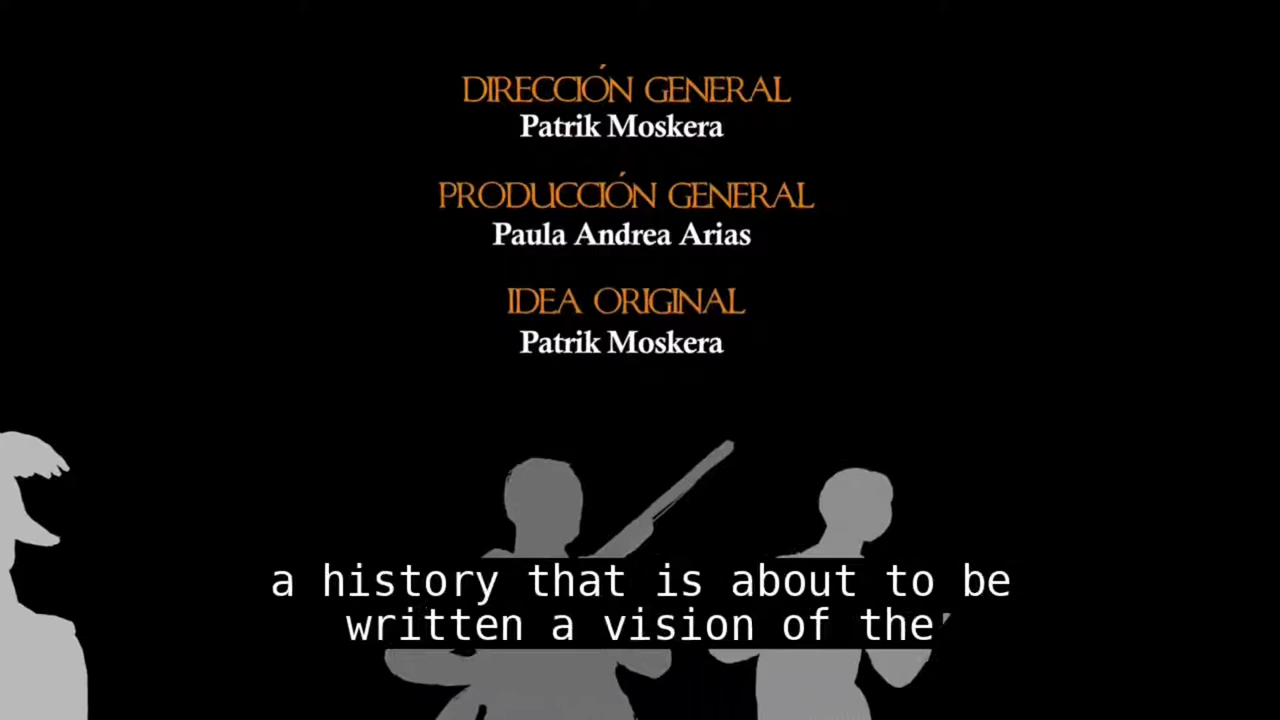 DIRECCIÓN GENERAL
Patrik Moskera
PRODUCCIÓN GENERAL
Paula Andrea Arias
IDEA ORIGINAL
Patrik Moskera
a history that is about to be
written a vision of the